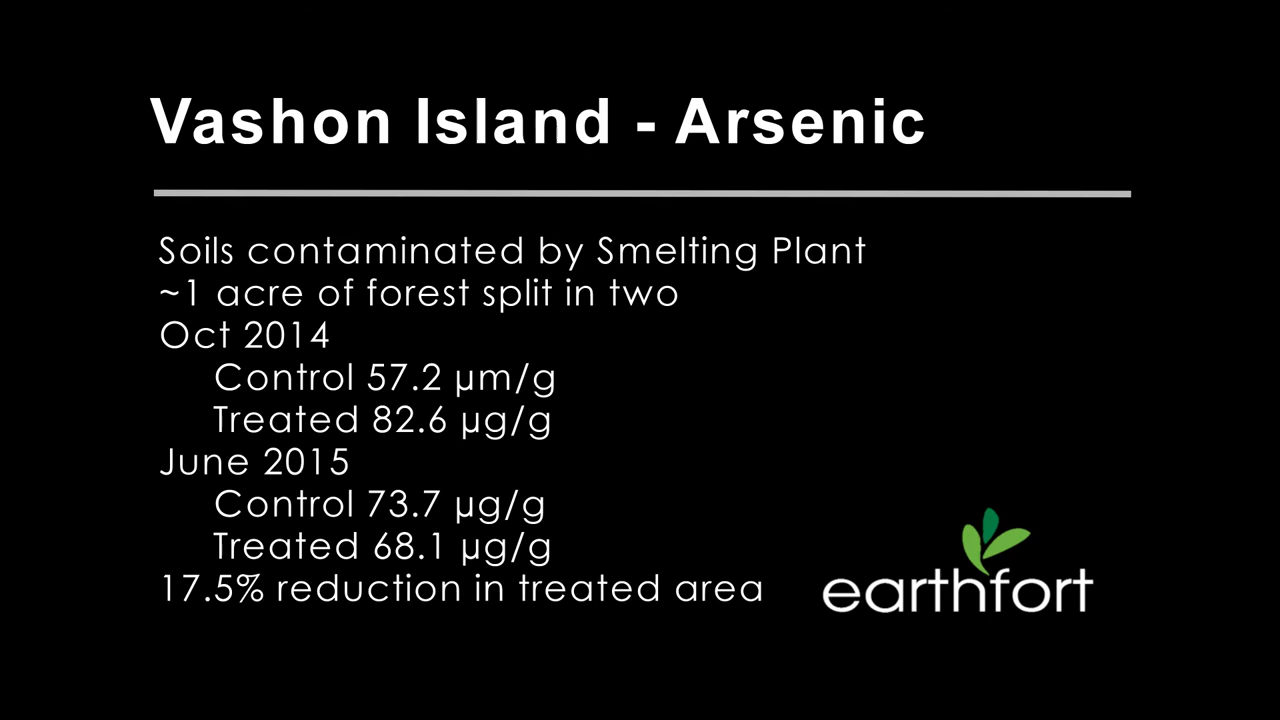 Vashon Island - Arsenic
Soils contaminated by Smelting Plant
~1 acre of forest split in two
Oct 2014
Control 57.2 µm/g
Treated 82.6 µg/g
June 2015
Control 73.7 µg/g
Treated 68.1 µg/g
17.5% reduction in treated area
earthfort